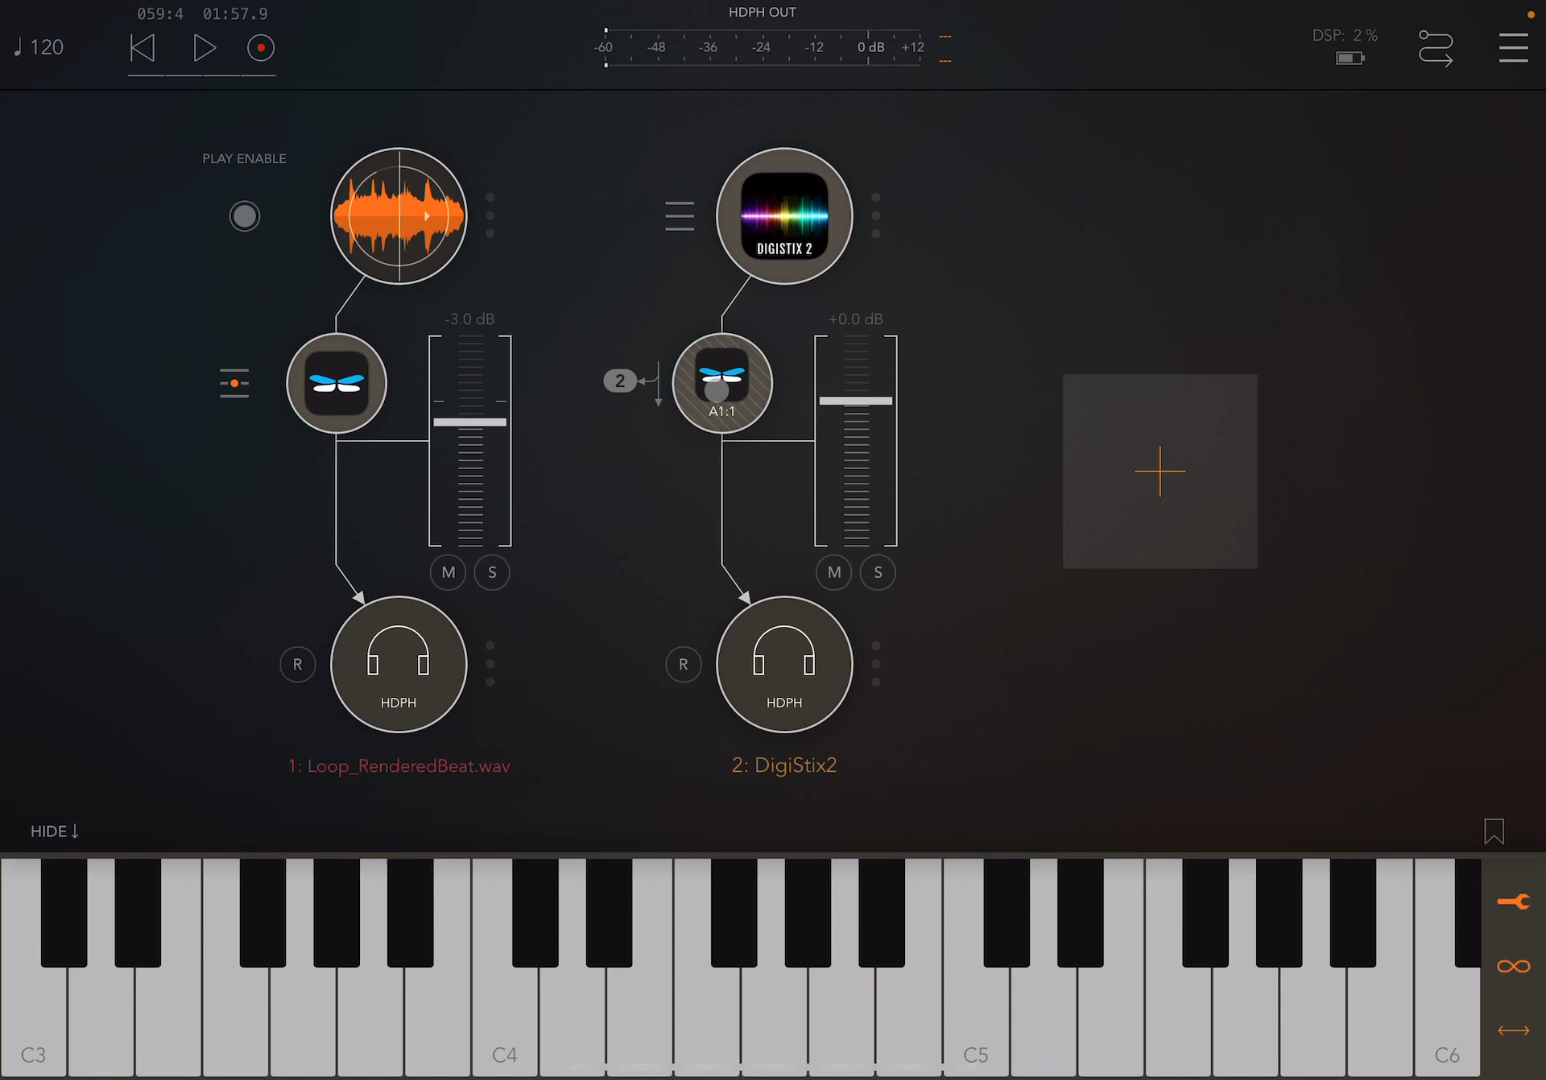 059:4 01:57.9
HDPH OUT
♩ 120
-60 -48 -36 -24 -12 0 dB +12
---
---
DSP: 2 %
PLAY ENABLE
DIGISTIX 2
-3.0 dB
+0.0 dB
2
A1:1
M S
M S
R
HDPH
R
HDPH
1: Loop_RenderedBeat.wav
2: DigiStix2
HIDE↓
C3 C4 C5 C6